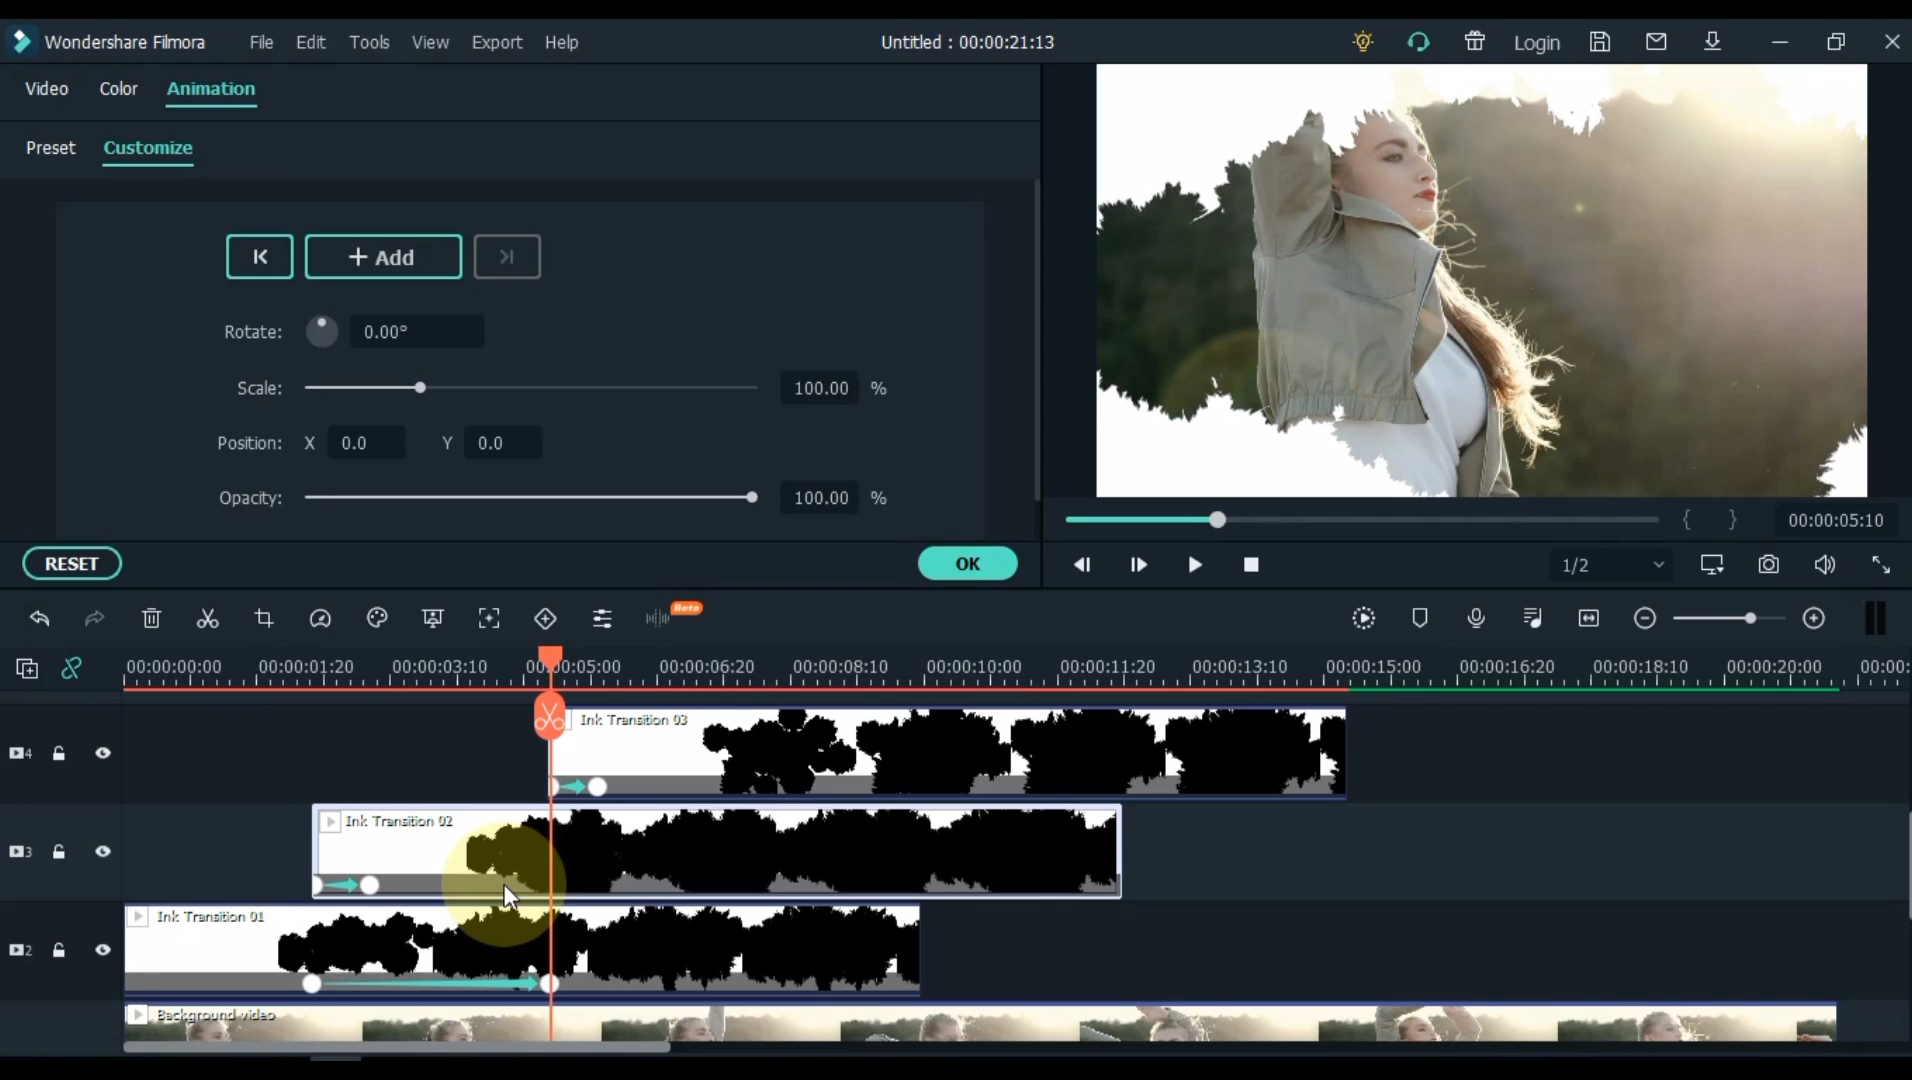 Wondershare Filmora File Edit Tools View Export Help Untitled : 00:00:21:13 Login
Video Color Animation
Preset Customize
+ Add
Rotate: 0.00°
Scale: 100.00 %
Position: X 0.0 Y 0.0
Opacity: 100.00 %
{ } 00:00:05:10
RESET OK 1/2
Beta
00:00:00:00 00:00:01:20 00:00:03:10 00:00:05:00 00:00:06:20 00:00:08:10 00:00:10:00 00:00:11:20 00:00:13:10 00:00:15:00 00:00:16:20 00:00:18:10 00:00:20:00 00:00:
Ink Transition 03
4
Ink Transition 02
3
Ink Transition 01
2
Background video